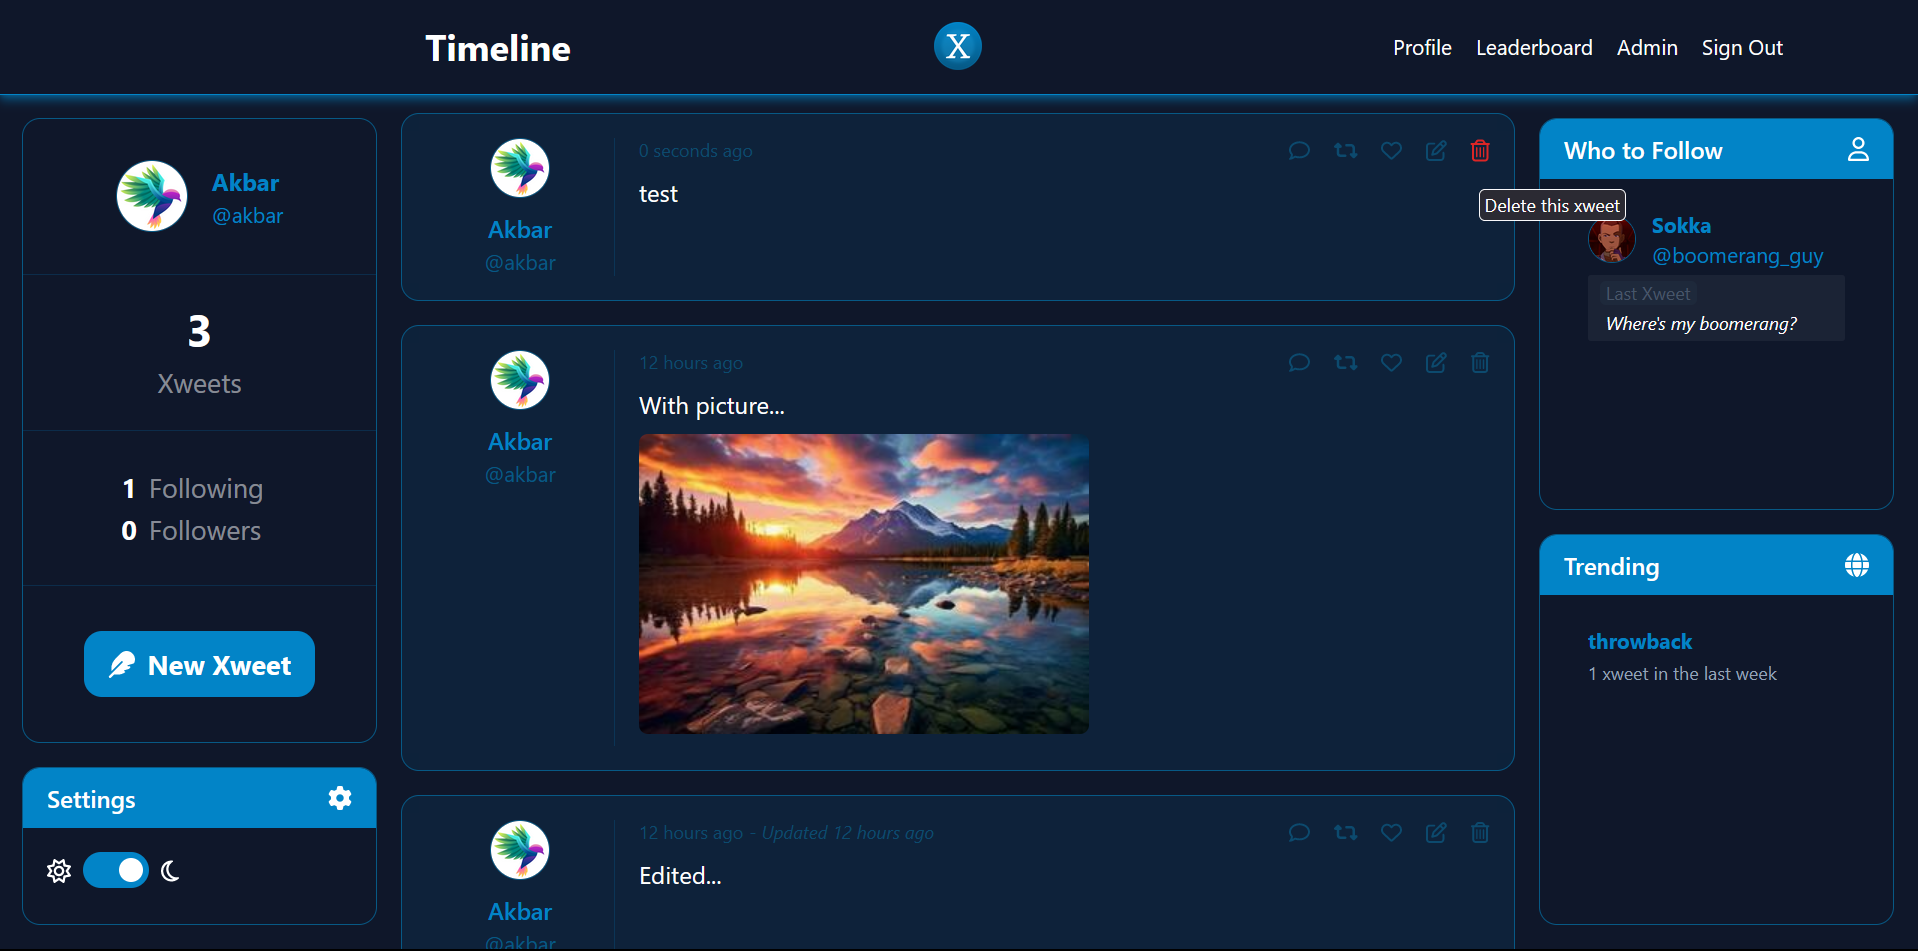 Timeline
X
Profile
Leaderboard
Admin
Sign Out
Akbar
@akbar
3
Xweets
1 Following
0 Followers
New Xweet
Settings
Akbar
@akbar
0 seconds ago
test
Delete this xweet
Akbar
@akbar
12 hours ago
With picture...
Akbar
@akbar
12 hours ago - Updated 12 hours ago
Edited...
Who to Follow
Sokka
@boomerang_guy
Last Xweet
Where's my boomerang?
Trending
throwback
1 xweet in the last week